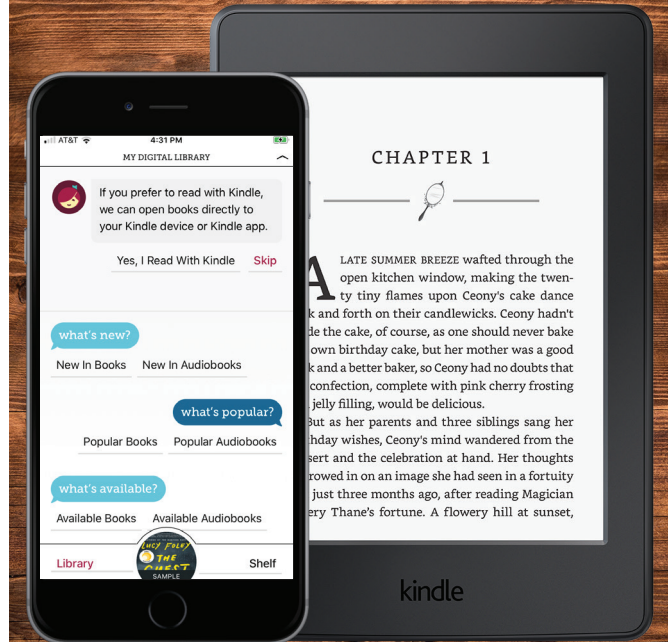 AT&T 4:31 PM
MY DIGITAL LIBRARY
If you prefer to read with Kindle,
we can open books directly to
your Kindle device or Kindle app.
Yes, I Read With Kindle Skip
what's new?
New In Books New In Audiobooks
what's popular?
Popular Books Popular Audiobooks
what's available?
Available Books Available Audiobooks
LUCY FOLEY
THE
GUEST
SAMPLE
Library Shelf
CHAPTER 1
A LATE SUMMER BREEZE wafted through the
open kitchen window, making the twen-
ty tiny flames upon Ceony's cake dance
k and forth on their candlewicks. Ceony hadn't
de the cake, of course, as one should never bake
own birthday cake, but her mother was a good
k and a better baker, so Ceony had no doubts that
confection, complete with pink cherry frosting
jelly filling, would be delicious.
But as her parents and three siblings sang her
hday wishes, Ceony's mind wandered from the
sert and the celebration at hand. Her thoughts
rowed in on an image she had seen in a fortuity
just three months ago, after reading Magician
ery Thane's fortune. A flowery hill at sunset,
kindle